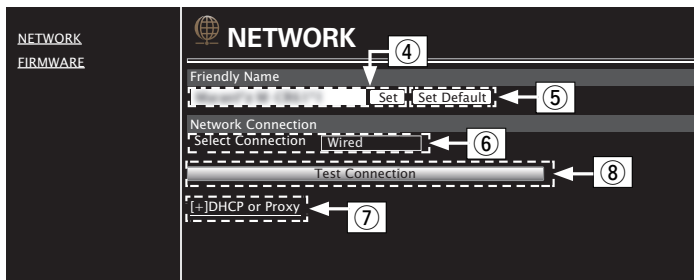 NETWORK
FIRMWARE
NETWORK
④
Friendly Name
Set
Set Default
⑤
Network Connection
Select Connection
Wired
⑥
Test Connection
⑧
[+]DHCP or Proxy
⑦